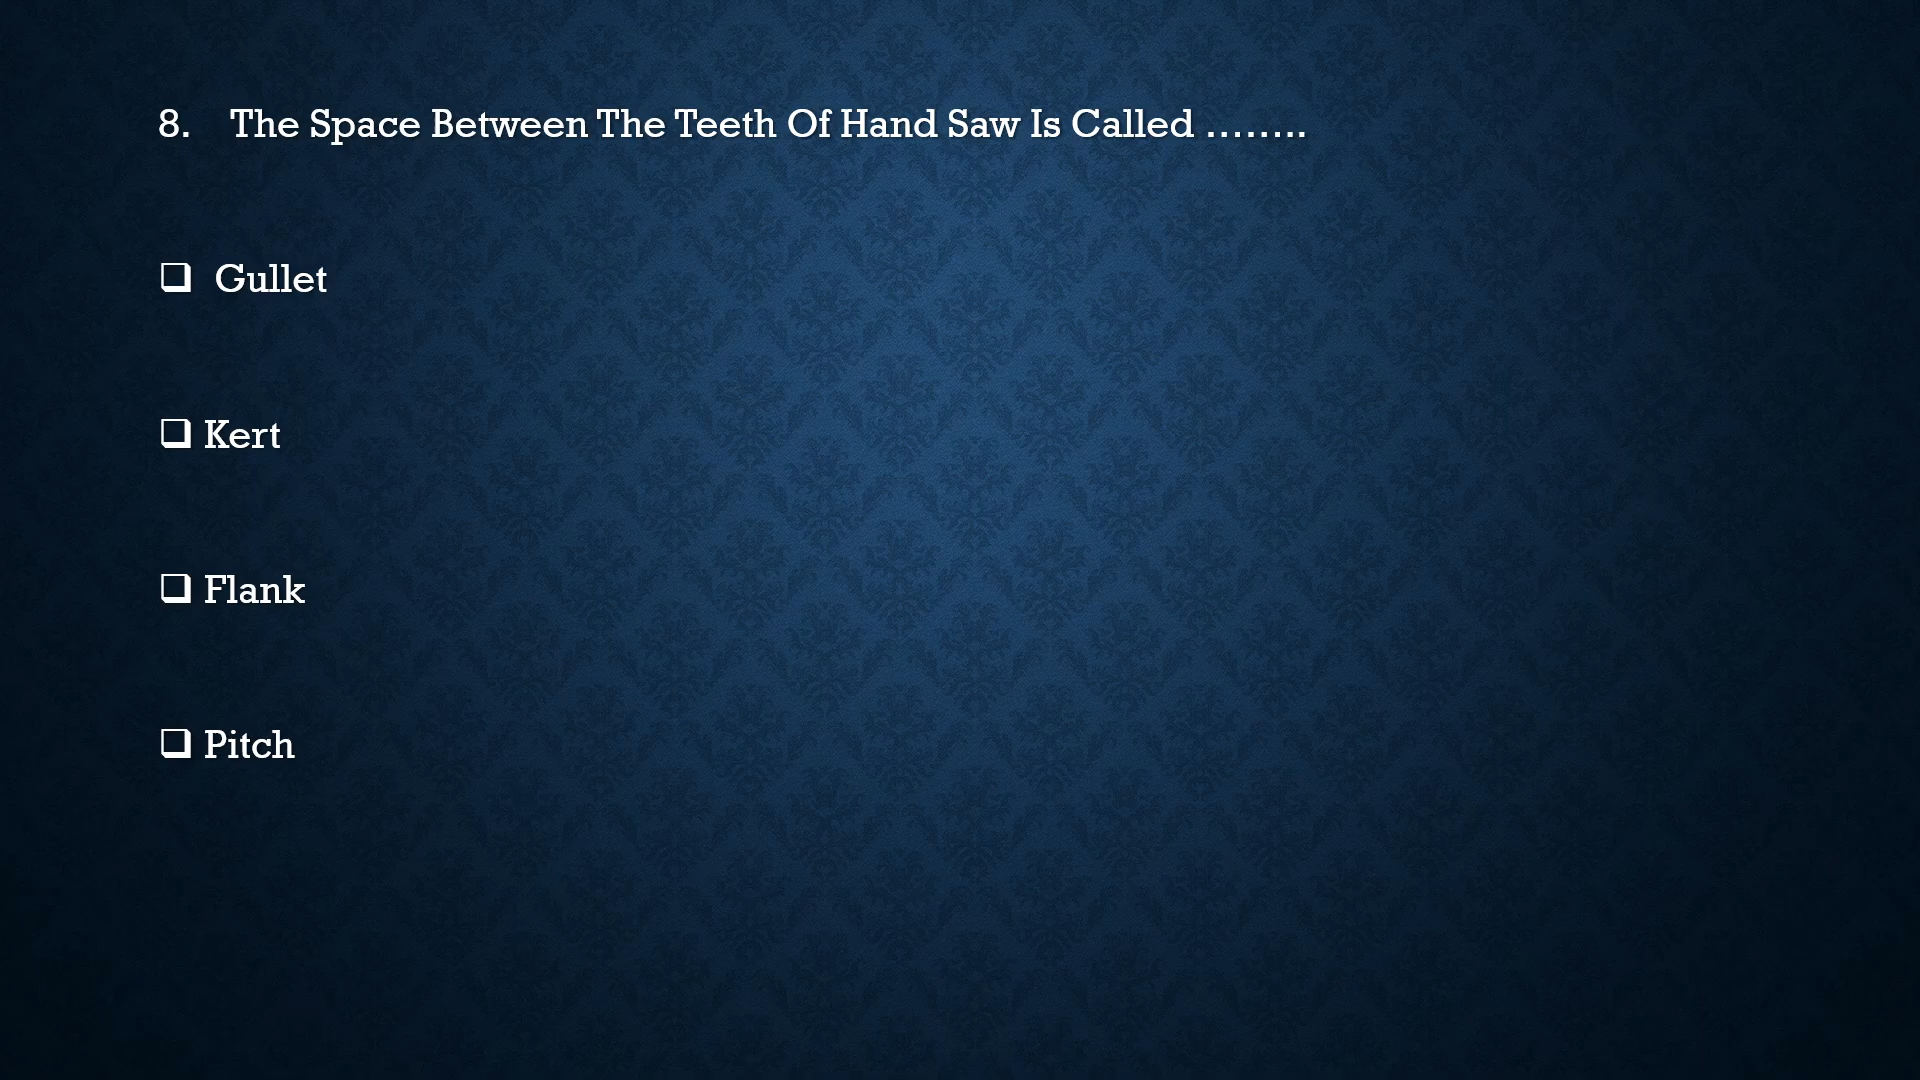 8. The Space Between The Teeth Of Hand Saw Is Called ........
❑ Gullet
❑ Kert
❑ Flank
❑ Pitch